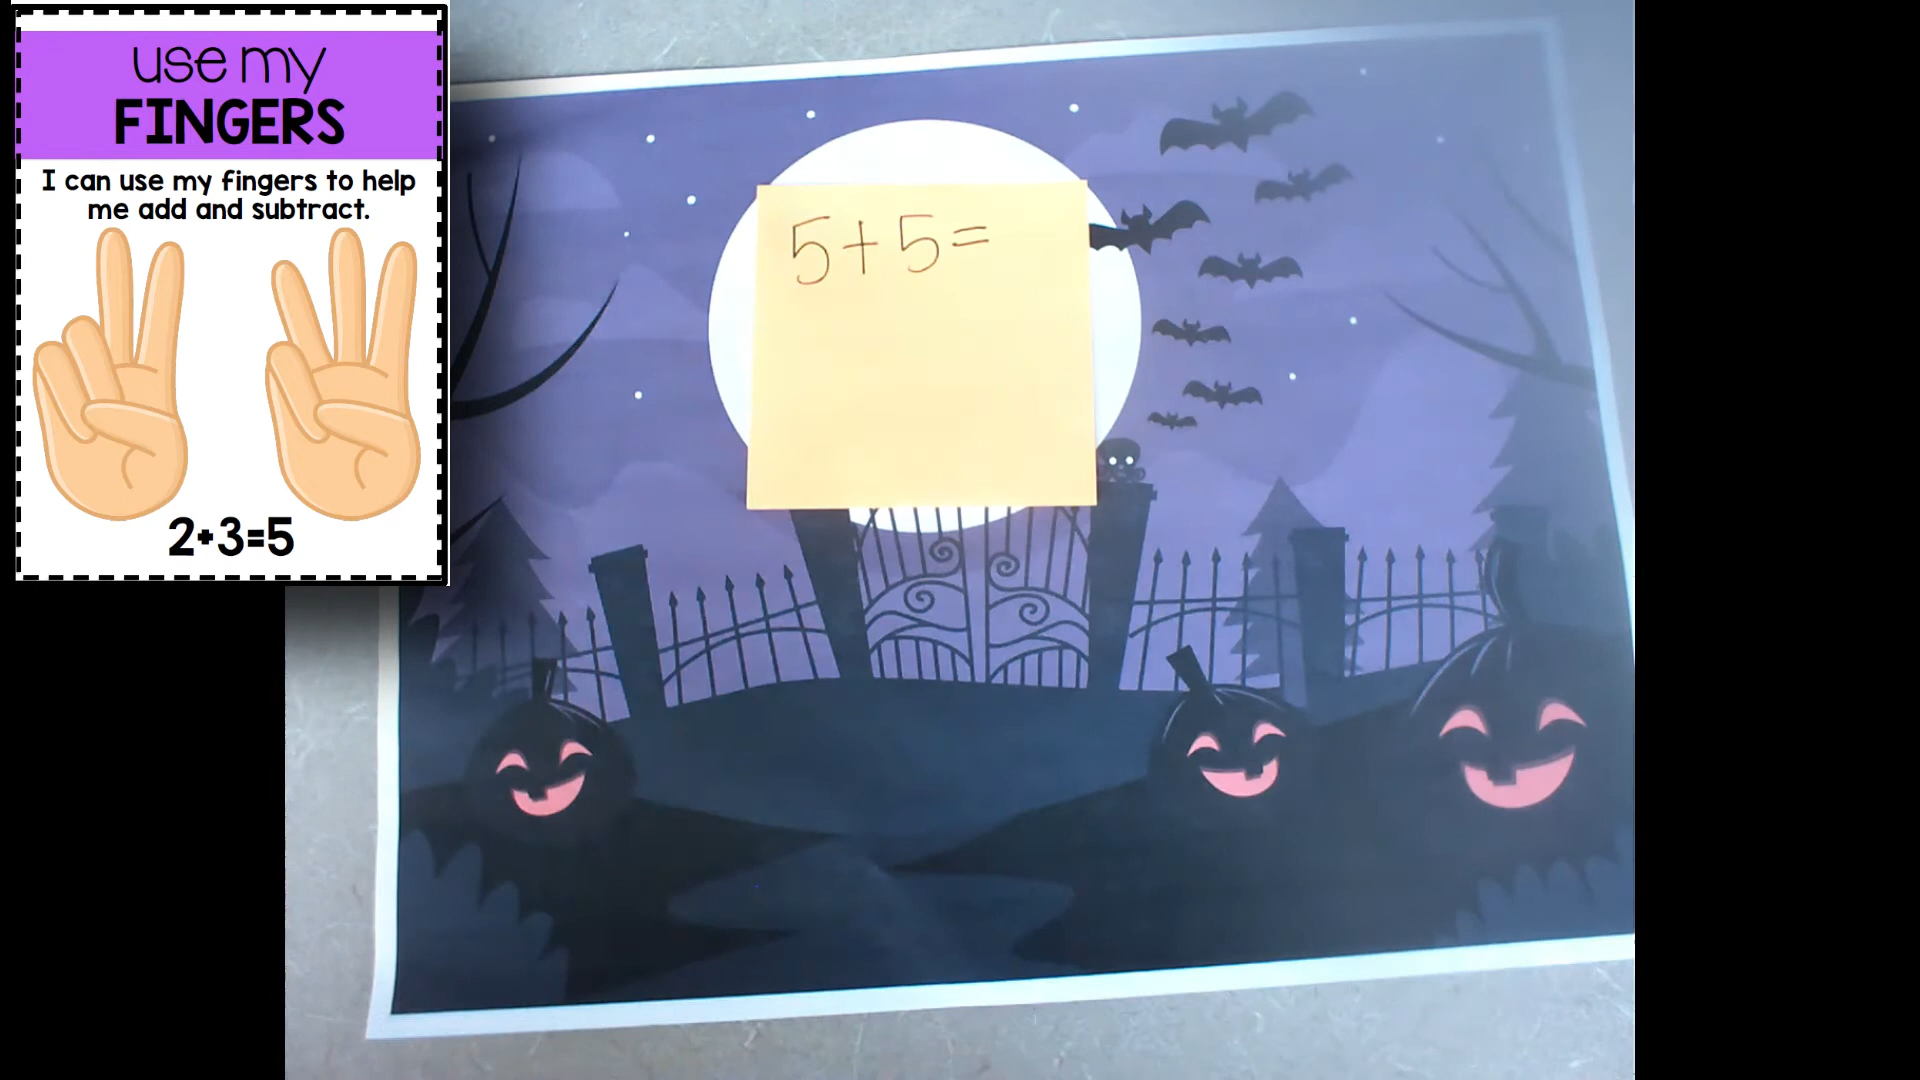 use my
FINGERS
I can use my fingers to help
me add and subtract.
2+3=5
5+5=